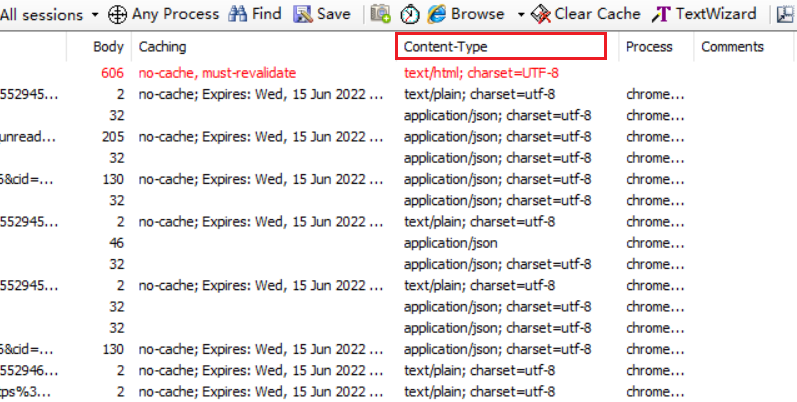 All sessions Any Process Find Save Browse Clear Cache TextWizard
Body Caching Content-Type Process Comments
606 no-cache, must-revalidate text/html; charset=UTF-8
552945... 2 no-cache; Expires: Wed, 15 Jun 2022 ... text/plain; charset=utf-8 chrome...
32 application/json; charset=utf-8 chrome...
unread... 205 no-cache; Expires: Wed, 15 Jun 2022 ... application/json; charset=utf-8 chrome...
32 application/json; charset=utf-8 chrome...
&cid=... 130 no-cache; Expires: Wed, 15 Jun 2022 ... application/json; charset=utf-8 chrome...
32 application/json; charset=utf-8 chrome...
552945... 2 no-cache; Expires: Wed, 15 Jun 2022 ... text/plain; charset=utf-8 chrome...
46 application/json chrome...
32 application/json; charset=utf-8 chrome...
552945... 2 no-cache; Expires: Wed, 15 Jun 2022 ... text/plain; charset=utf-8 chrome...
32 application/json; charset=utf-8 chrome...
32 application/json; charset=utf-8 chrome...
&cid=... 130 no-cache; Expires: Wed, 15 Jun 2022 ... application/json; charset=utf-8 chrome...
552946... 2 no-cache; Expires: Wed, 15 Jun 2022 ... text/plain; charset=utf-8 chrome...
tps%3... 2 no-cache; Expires: Wed, 15 Jun 2022 ... text/plain; charset=utf-8 chrome...